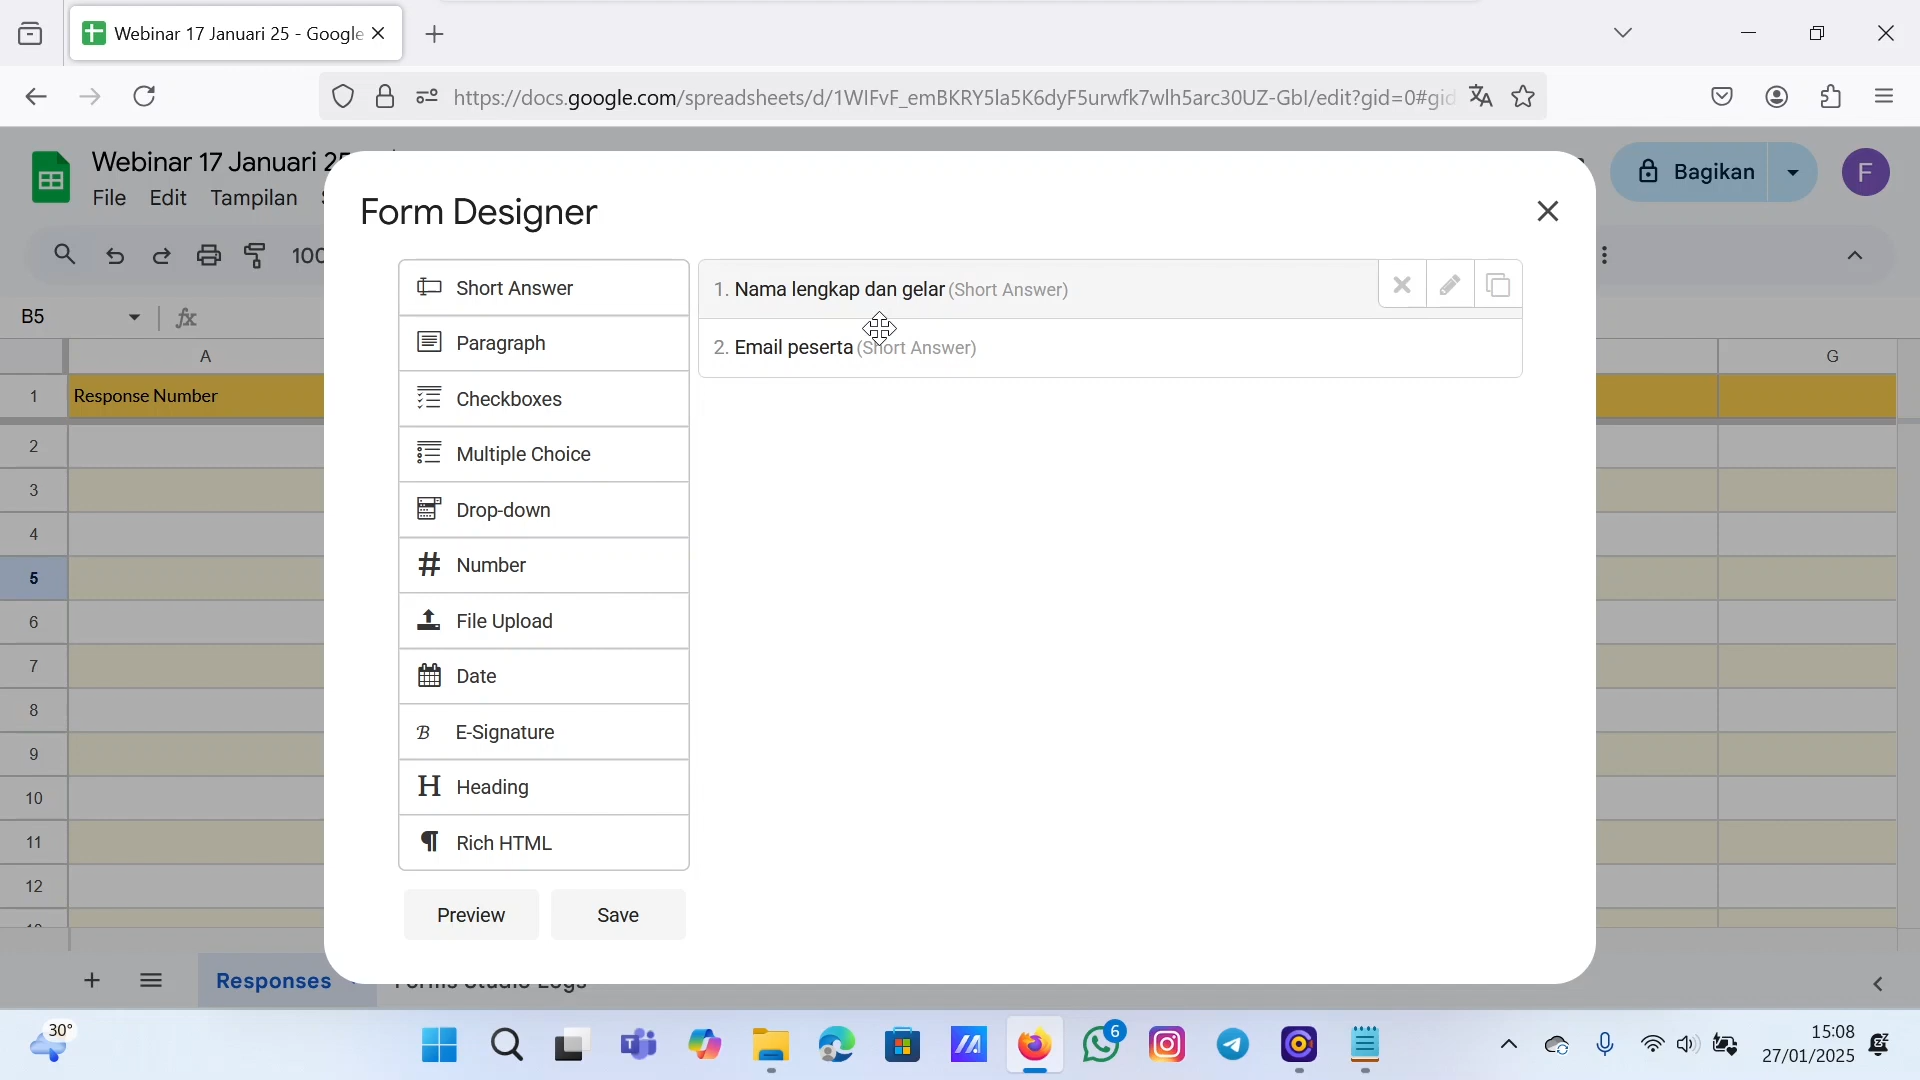 Webinar 17 Januari 25 - Google
https://docs.google.com/spreadsheets/d/1WIFvF_emBKRY5la5K6dyF5urwfk7wlh5arc30UZ-GbI/edit?gid=0#gid
Webinar 17 Januari 25
File Edit Tampilan
Bagikan
F
100
Form Designer
B5
fx
A
G
1 Response Number
2
3
4
5
6
7
8
9
10
11
12
Short Answer
Paragraph
Checkboxes
Multiple Choice
Drop-down
# Number
File Upload
Date
B E-Signature
H Heading
¶ Rich HTML
Preview Save
1. Nama lengkap dan gelar (Short Answer)
2. Email peserta (Short Answer)
Responses
Forms Studio Logs
30°
6
15:08
27/01/2025